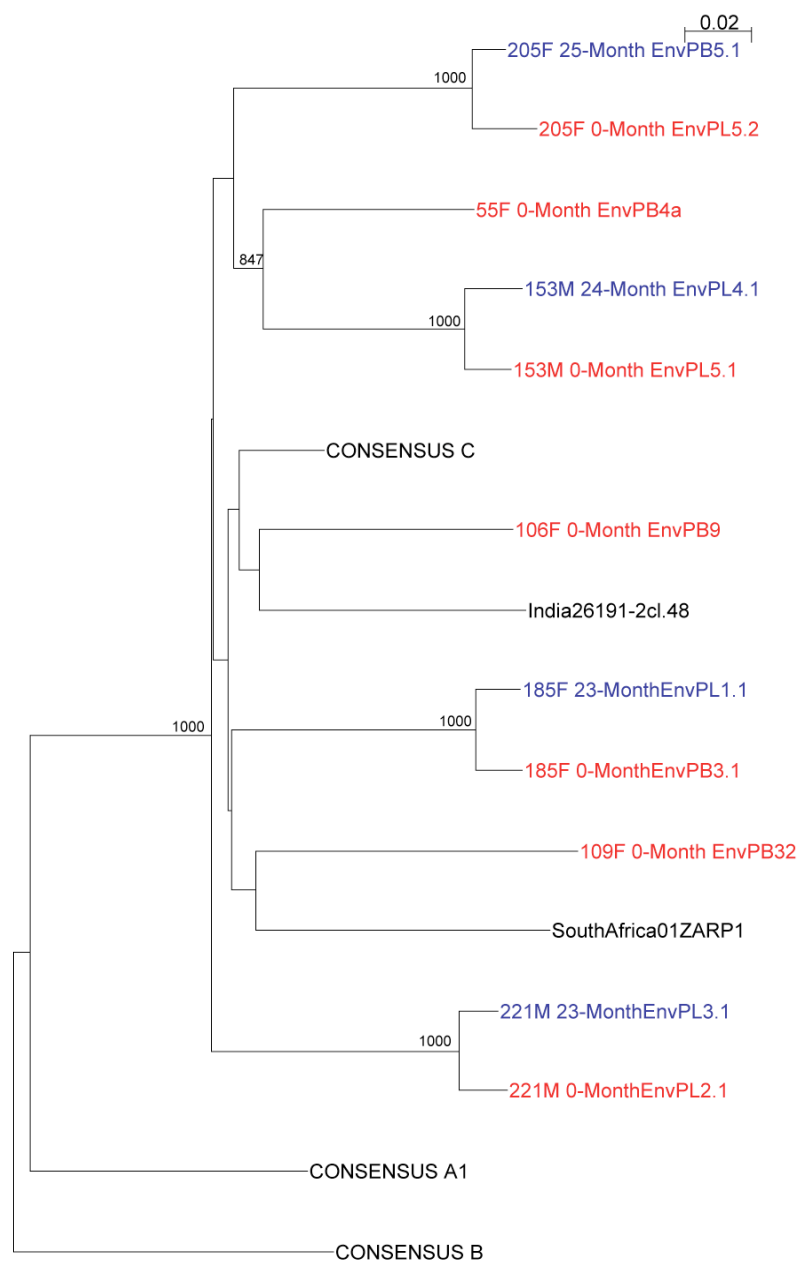 0.02
205F 25-Month EnvPB5.1
1000
205F 0-Month EnvPL5.2
55F 0-Month EnvPB4a
847
153M 24-Month EnvPL4.1
1000
153M 0-Month EnvPL5.1
CONSENSUS C
106F 0-Month EnvPB9
India26191-2cl.48
185F 23-MonthEnvPL1.1
1000
1000
185F 0-MonthEnvPB3.1
109F 0-Month EnvPB32
SouthAfrica01ZARP1
221M 23-MonthEnvPL3.1
1000
221M 0-MonthEnvPL2.1
CONSENSUS A1
CONSENSUS B